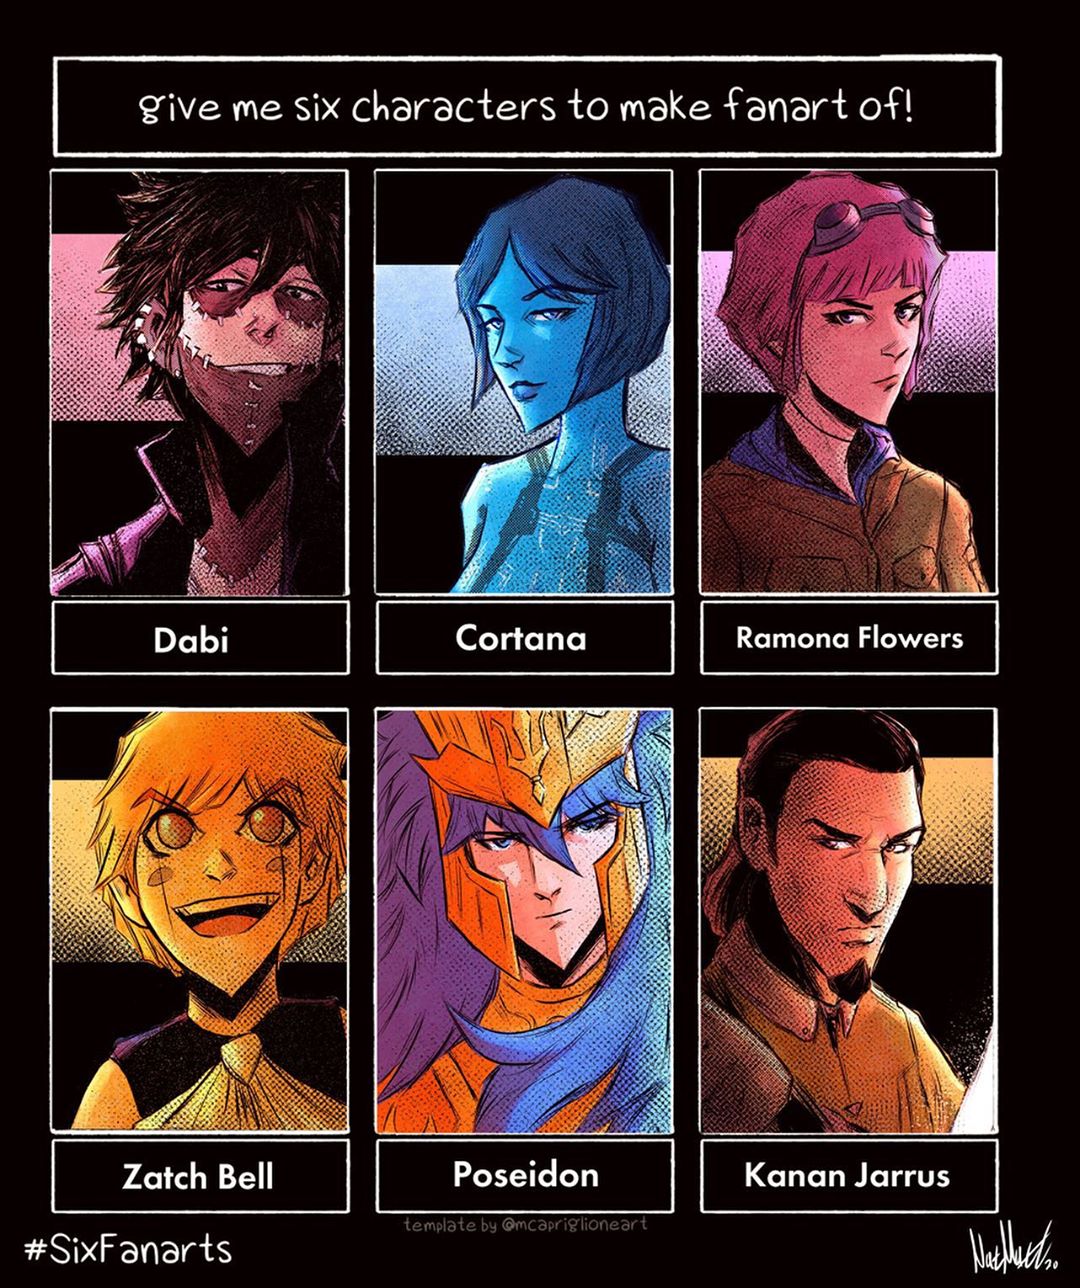 give me six characters to make fanart of!
Dabi
Cortana
Ramona Flowers
Zatch Bell
Poseidon
Kanan Jarrus
template by @mcapriglioneart
#SixFanarts